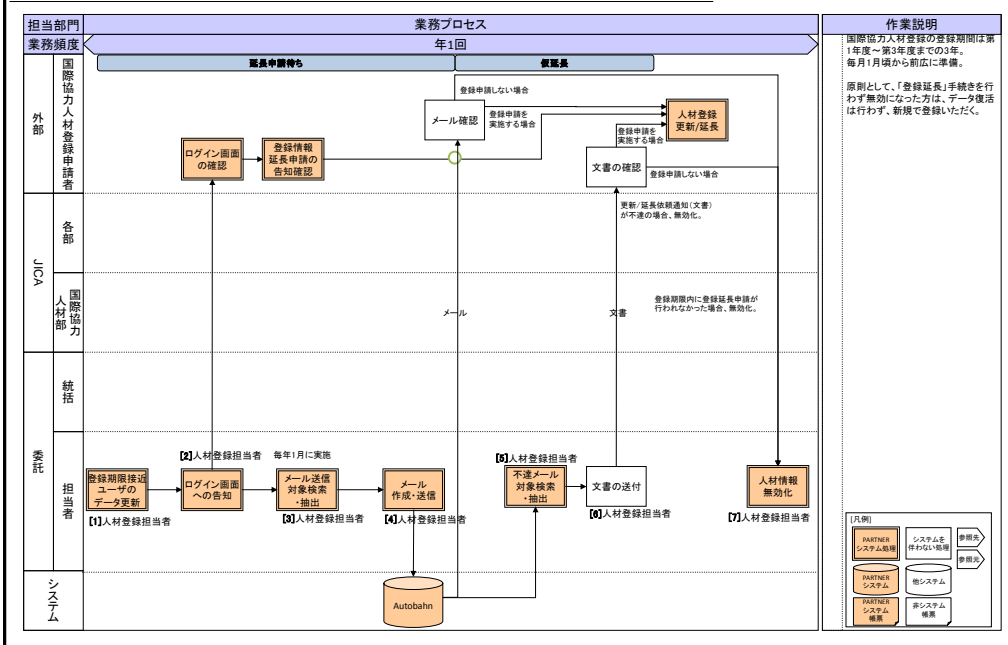 担当部門
業務プロセス
作業説明
業務頻度
年1回
延長申請待ち
仮延長
国際協力人材登録の登録期間は第
1年度～第3年度までの3年。
毎月1月頃から前広に準備。
原則として、「登録延長」手続きを行
わず無効になった方は、データ復活
は行わず、新規で登録いただく。
外部
国際協力人材登録申請者
登録申請しない場合
メール確認
登録申請を
実施する場合
人材登録
更新/延長
登録申請を
実施する場合
ログイン画面
の確認
登録情報
延長申請の
告知確認
文書の確認
登録申請しない場合
更新/延長依頼通知(文書)
が不達の場合、無効化。
JICA
各部
国際協力
人材部
メール
文書
登録期限内に登録延長申請が
行われなかった場合、無効化。
委託
統括
担当者
[2]人材登録担当者
毎年1月に実施
[5]人材登録担当者
登録期限接近
ユーザの
データ更新
ログイン画面
への告知
メール送信
対象検索
・抽出
メール
作成・送信
不達メール
対象検索
・抽出
文書の送付
人材情報
無効化
[1]人材登録担当者
[3]人材登録担当者
[4]人材登録担当者
[6]人材登録担当者
[7]人材登録担当者
システム
Autobahn
[凡例]
PARTNER
システム処理
システムを
伴わない処理
参照先
参照元
PARTNER
システム
他システム
PARTNER
システム
帳票
非システム
帳票